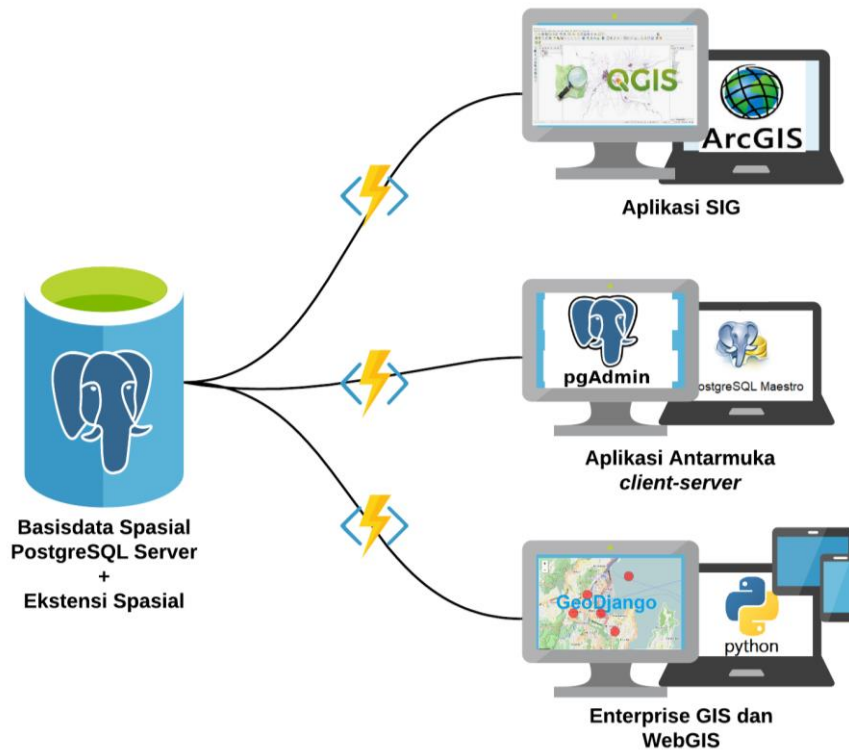 QGIS
ArcGIS
Aplikasi SIG
pgAdmin
PostgreSQL Maestro
Aplikasi Antarmuka
client-server
Basisdata Spasial
PostgreSQL Server
+
Ekstensi Spasial
GeoDjango
python
Enterprise GIS dan
WebGIS